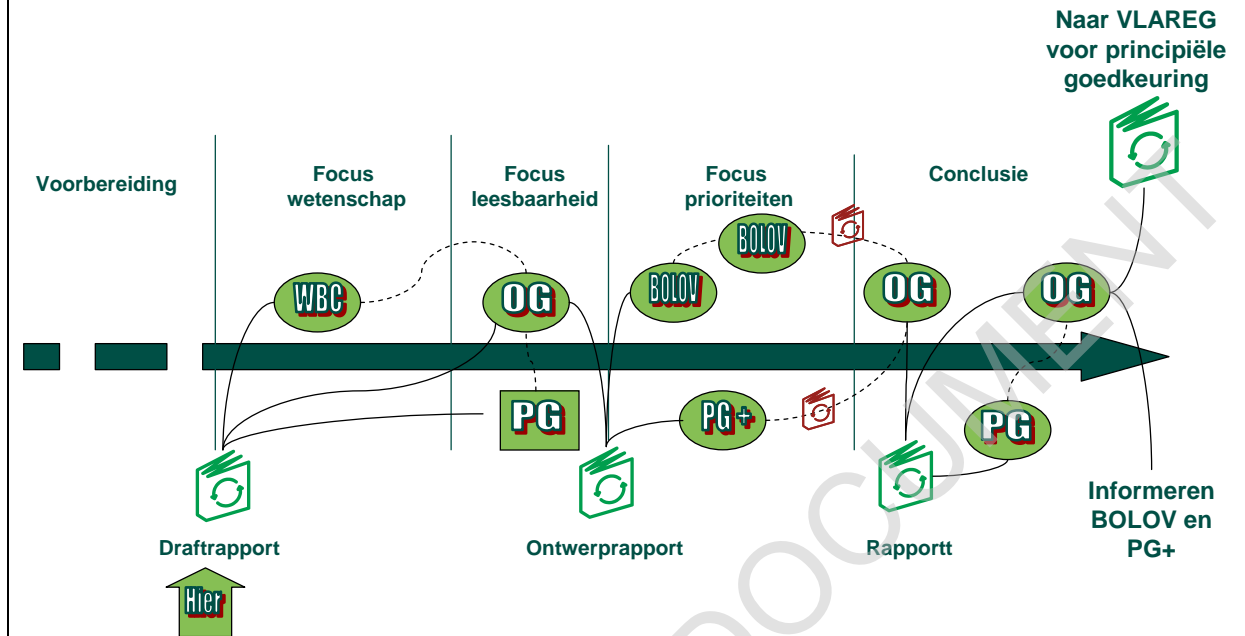 Naar VLAREG
voor principiële
goedkeuring
Voorbereiding
Focus
wetenschap
Focus
leesbaarheid
Focus
prioriteiten
Conclusie
BOLOV
WBC
OG
BOLOV
OG
OG
PG
PG+
PG
Draftrapport
Ontwerprapport
Rapportt
Informeren
BOLOV en
PG+
Hier
DOCUMENT